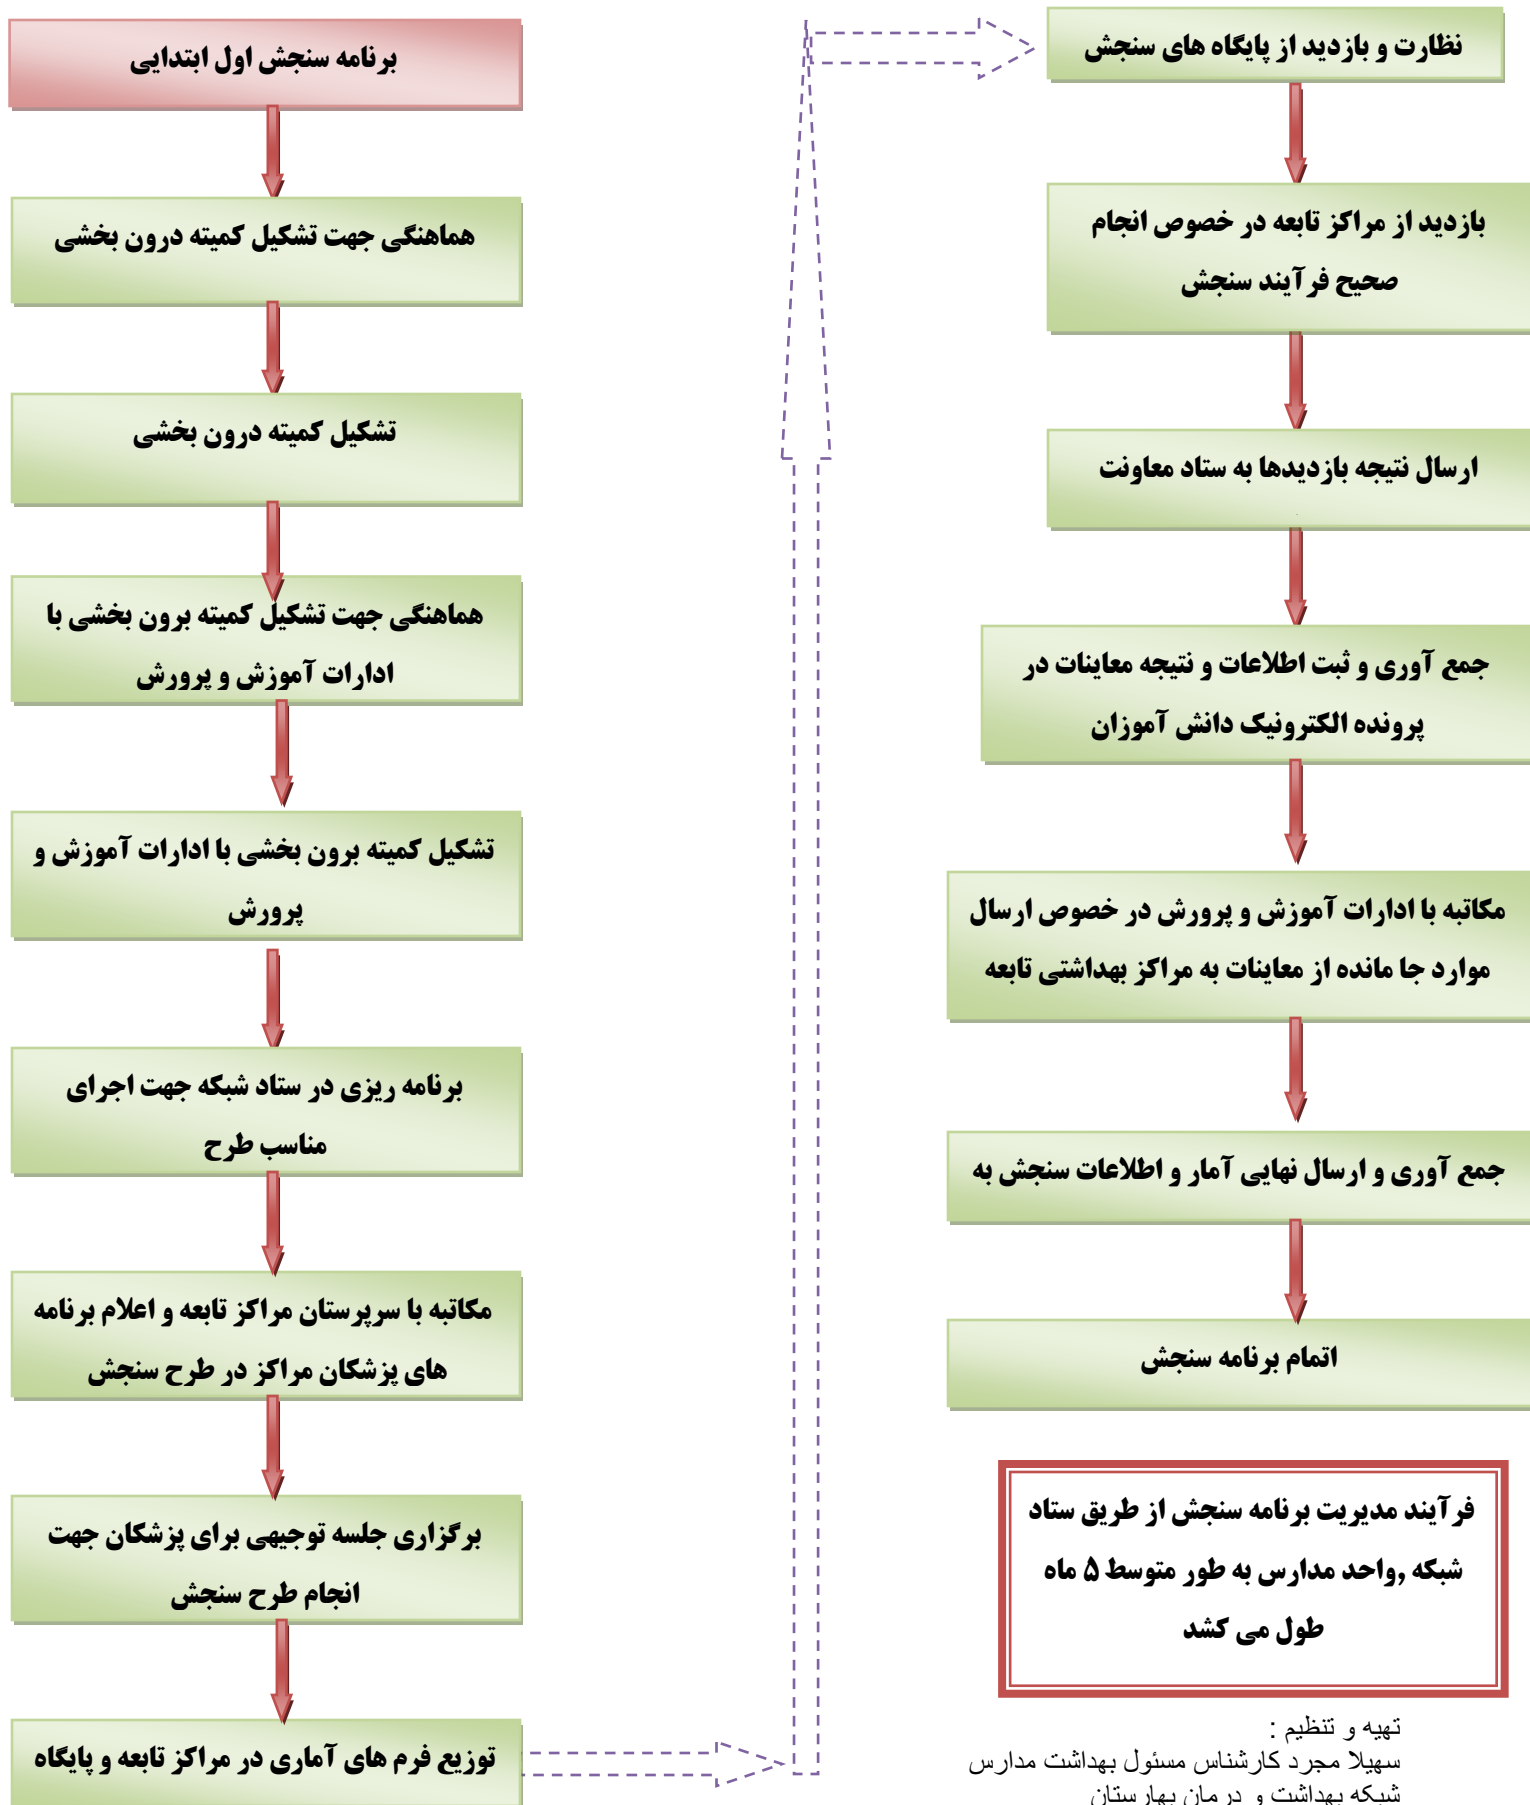 برنامه سنجش اول ابتدایی
هماهنگی جهت تشکیل کمیته درون بخشی
تشکیل کمیته درون بخشی
هماهنگی جهت تشکیل کمیته برون بخشی با
ادارات آموزش و پرورش
تشکیل کمیته برون بخشی با ادارات آموزش و
پرورش
برنامه ریزی در ستاد شبکه جهت اجرای
مناسب طرح
مکاتبه با سرپرستان مراکز تابعه و اعلام برنامه
های پزشکان مراکز در طرح سنجش
برگزاری جلسه توجیهی برای پزشکان جهت
انجام طرح سنجش
توزیع فرم های آماری در مراکز تابعه و پایگاه
نظارت و بازدید از پایگاه های سنجش
بازدید از مراکز تابعه در خصوص انجام
صحیح فرآیند سنجش
ارسال نتیجه بازدیدها به ستاد معاونت
جمع آوری و ثبت اطلاعات و نتیجه معاینات در
پرونده الکترونیک دانش آموزان
مکاتبه با ادارات آموزش و پرورش در خصوص ارسال
موارد جا مانده از معاینات به مراکز بهداشتی تابعه
جمع آوری و ارسال نهایی آمار و اطلاعات سنجش به
اتمام برنامه سنجش
فرآیند مدیریت برنامه سنجش از طریق ستاد
شبکه ,واحد مدارس به طور متوسط ۵ ماه
طول می کشد
تهیه و تنظیم :
سهیلا مجرد کارشناس مسئول بهداشت مدارس
شبکه بهداشت و درمان بهارستان